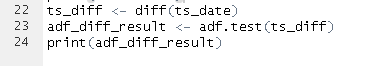 22 ts_diff <- diff(ts_date)
23 adf_diff_result <- adf.test(ts_diff)
24 print(adf_diff_result)